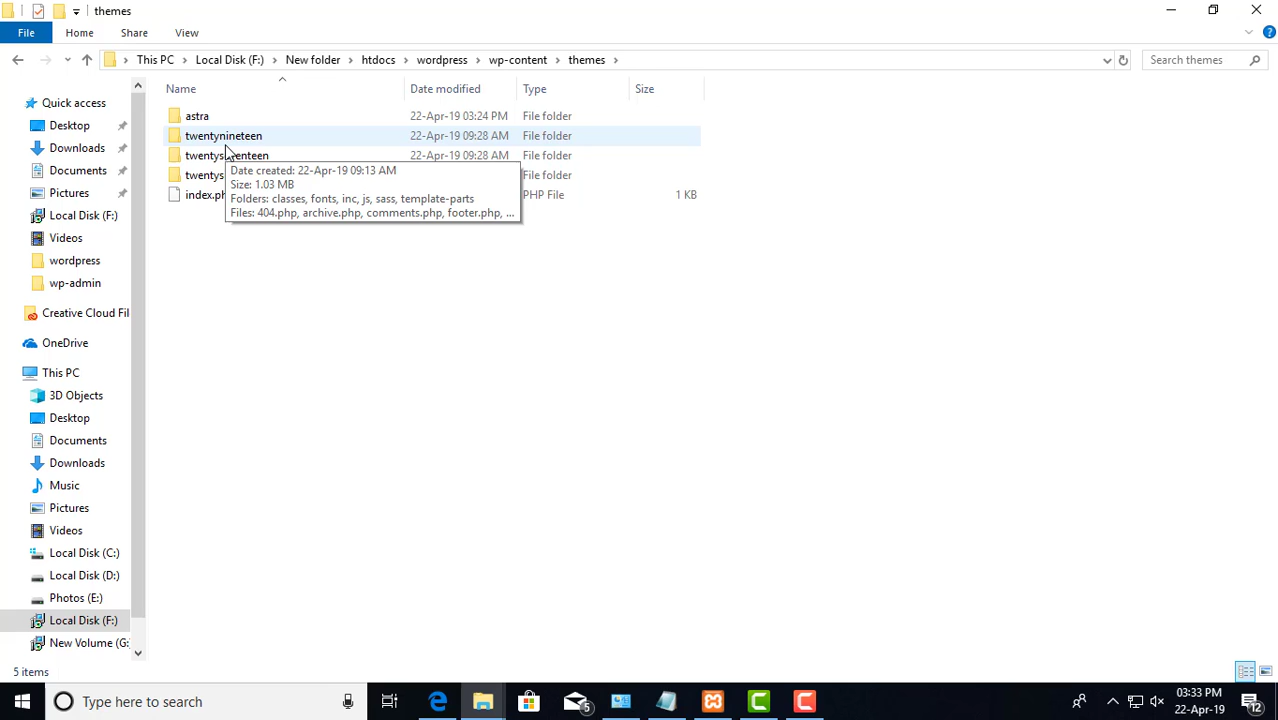 themes
File
Home
Share
View
This PC
Local Disk (F:)
New folder
htdocs
wordpress
wp-content
themes
Search themes
Name
Date modified
Type
Size
astra
22-Apr-19 03:24 PM
File folder
twentynineteen
22-Apr-19 09:28 AM
File folder
22-Apr-19 09:28 AM
File folder
twentys
File folder
index.ph
PHP File
1 KB
Date created: 22-Apr-19 09:13 AM
Size: 1.03 MB
Folders: classes, fonts, inc, js, sass, template-parts
Files: 404.php, archive.php, comments.php, footer.php, ...
Quick access
Desktop
Downloads
Documents
Pictures
Local Disk (F:)
Videos
wordpress
wp-admin
Creative Cloud Fil
OneDrive
This PC
3D Objects
Desktop
Documents
Downloads
Music
Pictures
Videos
Local Disk (C:)
Local Disk (D:)
Photos (E:)
Local Disk (F:)
New Volume (G:
5 items
Type here to search
5
03:33 PM
22-Apr-19
12